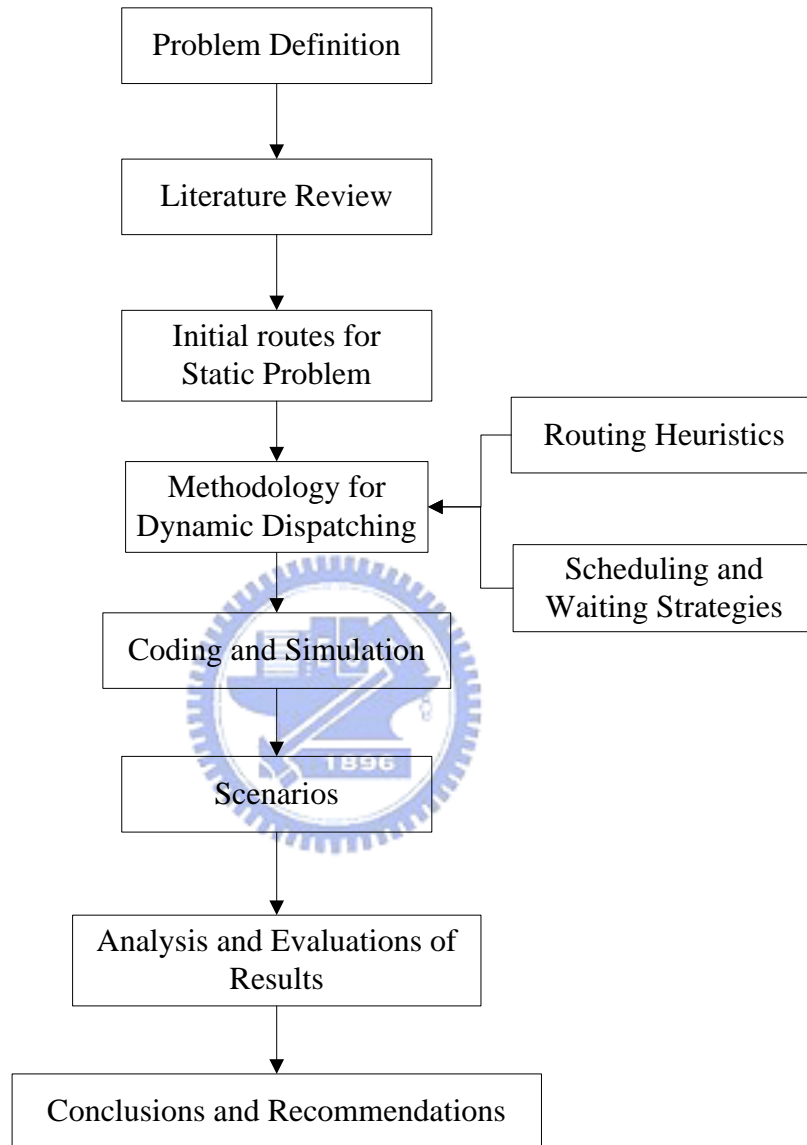 Problem Definition
Literature Review
Initial routes for
Static Problem
Methodology for
Dynamic Dispatching
Routing Heuristics
Scheduling and
Waiting Strategies
Coding and Simulation
Scenarios
1896
Analysis and Evaluations of
Results
Conclusions and Recommendations